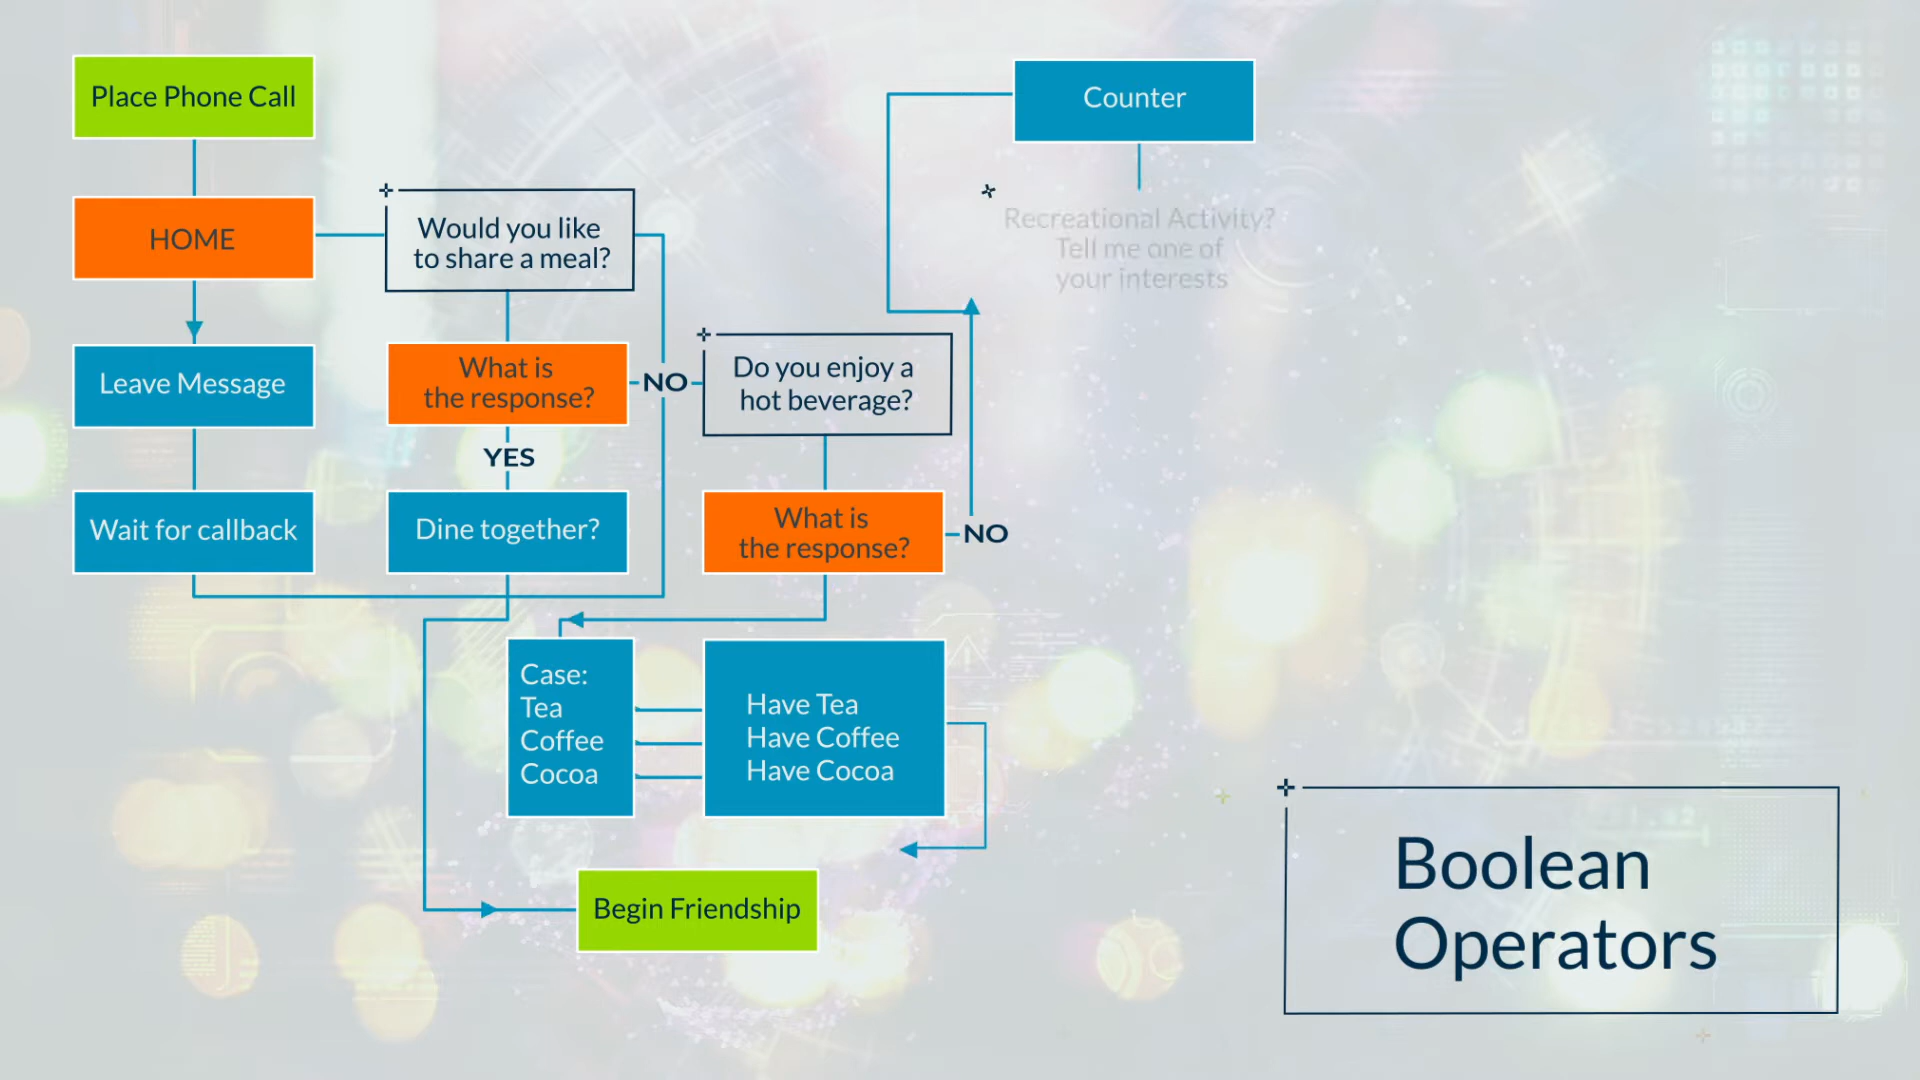 Place Phone Call
HOME
Leave Message
Wait for callback
Would you like
to share a meal?
What is
the response?
NO
YES
Dine together?
Do you enjoy a
hot beverage?
What is
the response?
NO
Case:
Tea
Coffee
Cocoa
Have Tea
Have Coffee
Have Cocoa
Begin Friendship
Counter
Recreational Activity?
Tell me one of
your interests
Boolean
Operators